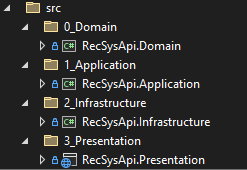 src
0_Domain
C# RecSysApi.Domain
1_Application
C# RecSysApi.Application
2_Infrastructure
C# RecSysApi.Infrastructure
3_Presentation
RecSysApi.Presentation